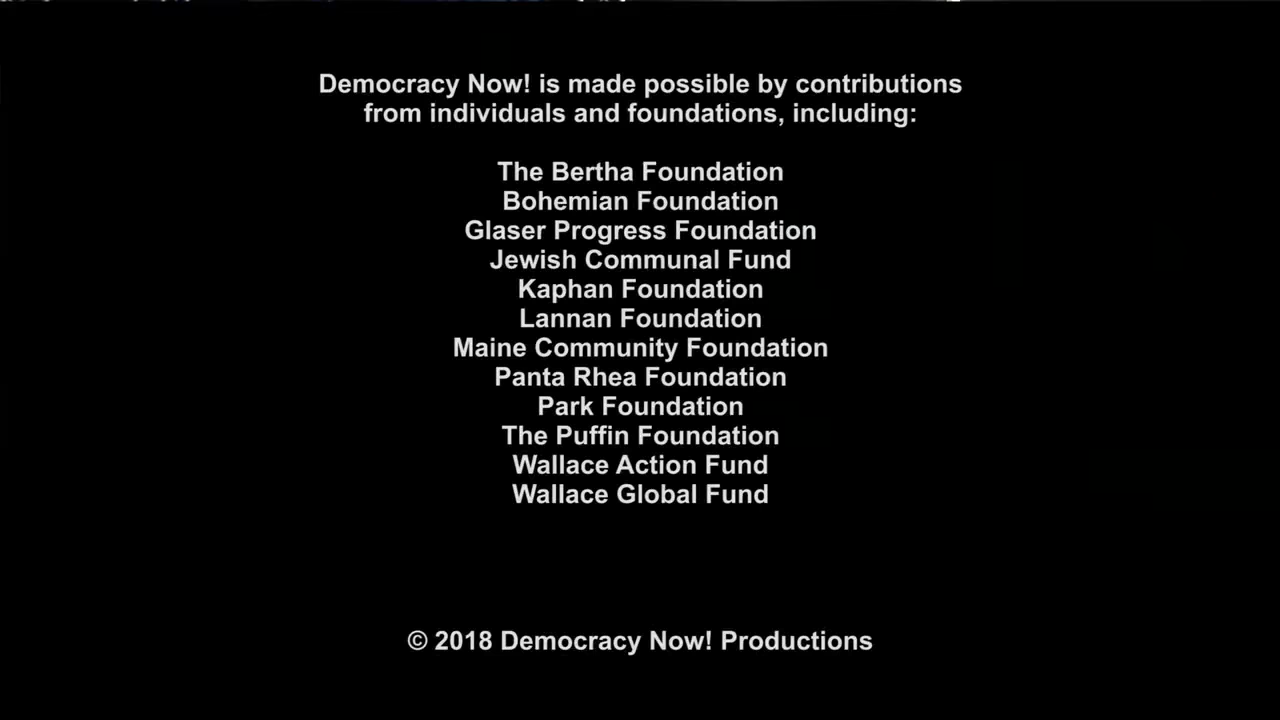 Democracy Now! is made possible by contributions
from individuals and foundations, including:
The Bertha Foundation
Bohemian Foundation
Glaser Progress Foundation
Jewish Communal Fund
Kaphan Foundation
Lannan Foundation
Maine Community Foundation
Panta Rhea Foundation
Park Foundation
The Puffin Foundation
Wallace Action Fund
Wallace Global Fund
© 2018 Democracy Now! Productions